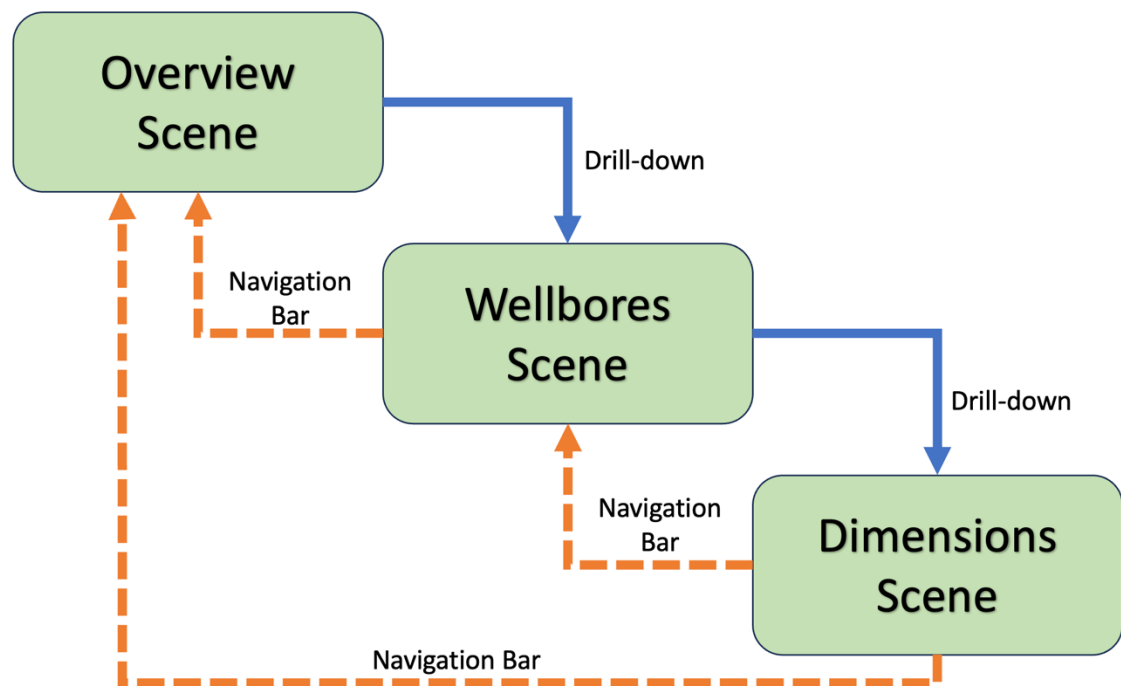 Overview
Scene
Drill-down
Navigation
Bar
Wellbores
Scene
Drill-down
Navigation
Bar
Dimensions
Scene
Navigation Bar